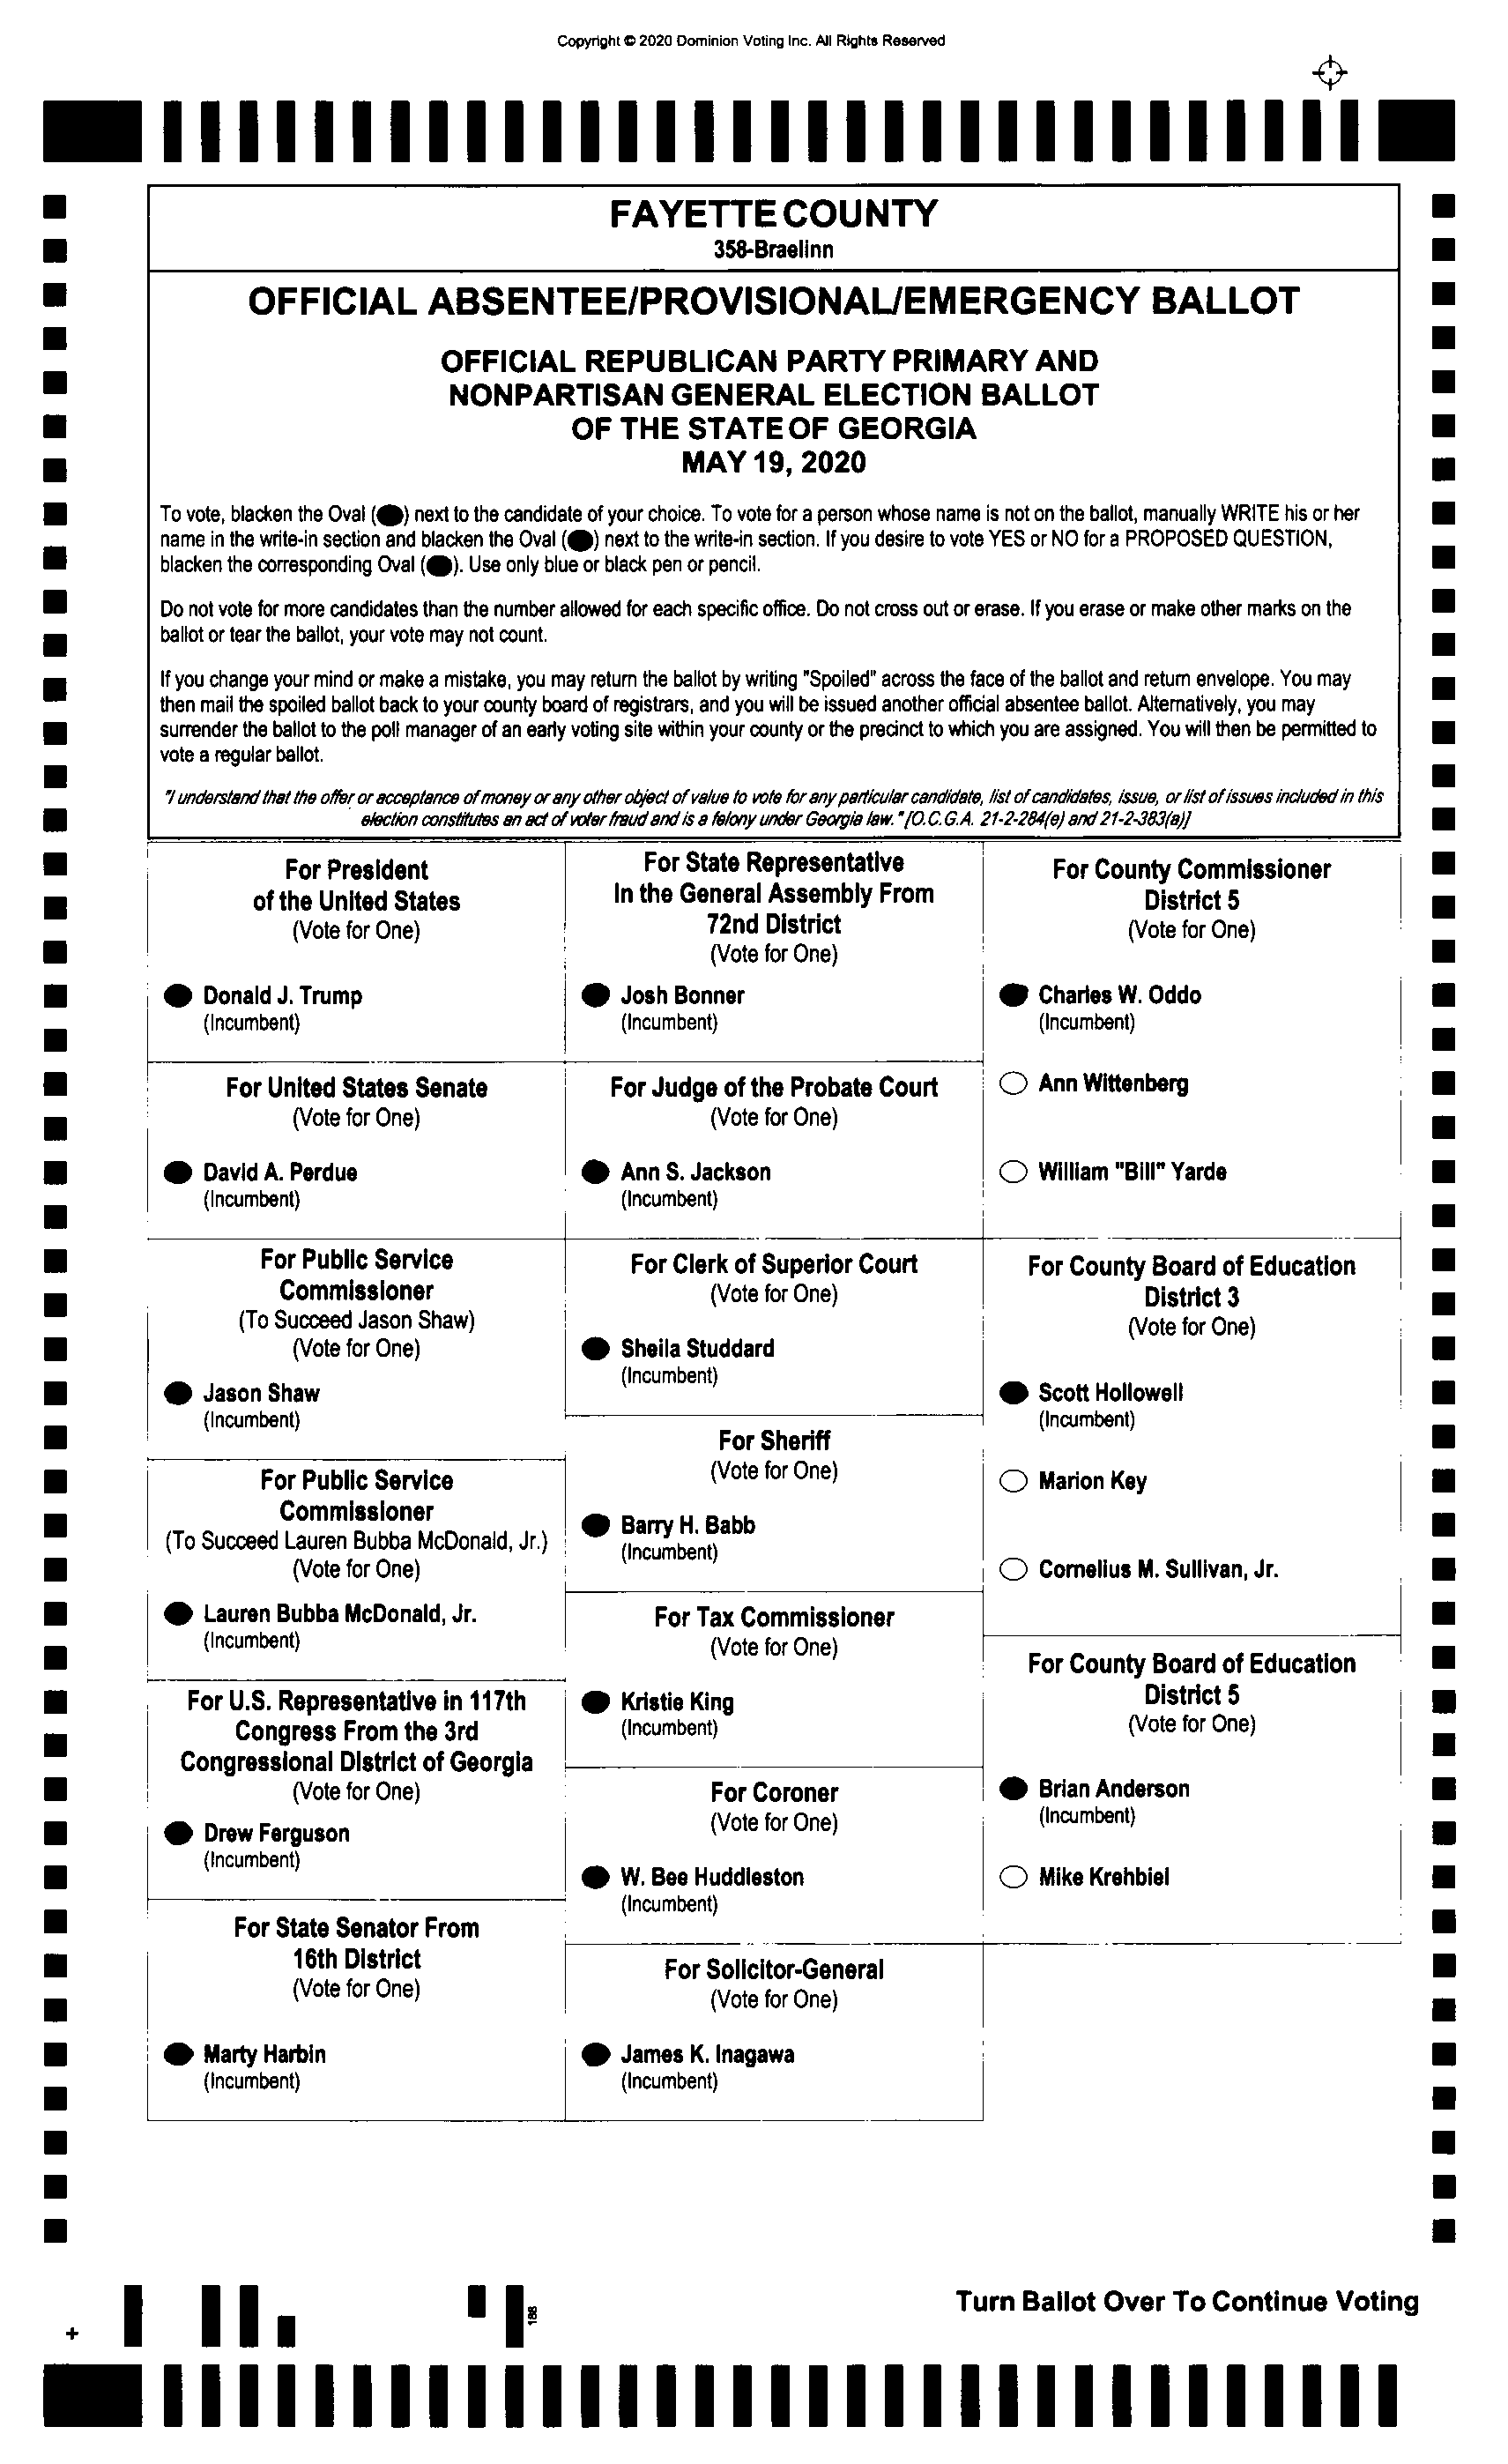 Copyright © 2020 Dominion Voting Inc. All Rights Reserved
FAYETTE COUNTY
358-Braelinn
OFFICIAL ABSENTEE/PROVISIONAL/EMERGENCY BALLOT
OFFICIAL REPUBLICAN PARTY PRIMARY AND
NONPARTISAN GENERAL ELECTION BALLOT
OF THE STATE OF GEORGIA
MAY 19, 2020
To vote, blacken the Oval (⬬) next to the candidate of your choice. To vote for a person whose name is not on the ballot, manually WRITE his or her
name in the write-in section and blacken the Oval (⬬) next to the write-in section. If you desire to vote YES or NO for a PROPOSED QUESTION,
blacken the corresponding Oval (⬬). Use only blue or black pen or pencil.
Do not vote for more candidates than the number allowed for each specific office. Do not cross out or erase. If you erase or make other marks on the
ballot or tear the ballot, your vote may not count.
If you change your mind or make a mistake, you may return the ballot by writing "Spoiled" across the face of the ballot and return envelope. You may
then mail the spoiled ballot back to your county board of registrars, and you will be issued another official absentee ballot. Alternatively, you may
surrender the ballot to the poll manager of an early voting site within your county or the precinct to which you are assigned. You will then be permitted to
vote a regular ballot.
"I understand that the offer or acceptance of money or any other object of value to vote for any particular candidate, list of candidates, issue, or list of issues included in this
election constitutes an act of voter fraud and is a felony under Georgia law." [O.C.G.A. 21-2-284(e) and 21-2-383(a)]
For President
of the United States
(Vote for One)
Donald J. Trump
(Incumbent)
For United States Senate
(Vote for One)
David A. Perdue
(Incumbent)
For Public Service
Commissioner
(To Succeed Jason Shaw)
(Vote for One)
Jason Shaw
(Incumbent)
For Public Service
Commissioner
(To Succeed Lauren Bubba McDonald, Jr.)
(Vote for One)
Lauren Bubba McDonald, Jr.
(Incumbent)
For U.S. Representative in 117th
Congress From the 3rd
Congressional District of Georgia
(Vote for One)
Drew Ferguson
(Incumbent)
For State Senator From
16th District
(Vote for One)
Marty Harbin
(Incumbent)
For State Representative
In the General Assembly From
72nd District
(Vote for One)
Josh Bonner
(Incumbent)
For Judge of the Probate Court
(Vote for One)
Ann S. Jackson
(Incumbent)
For Clerk of Superior Court
(Vote for One)
Sheila Studdard
(Incumbent)
For Sheriff
(Vote for One)
Barry H. Babb
(Incumbent)
For Tax Commissioner
(Vote for One)
Kristie King
(Incumbent)
For Coroner
(Vote for One)
W. Bee Huddleston
(Incumbent)
For Solicitor-General
(Vote for One)
James K. Inagawa
(Incumbent)
For County Commissioner
District 5
(Vote for One)
Charles W. Oddo
(Incumbent)
Ann Wittenberg
William "Bill" Yarde
For County Board of Education
District 3
(Vote for One)
Scott Hollowell
(Incumbent)
Marion Key
Cornelius M. Sullivan, Jr.
For County Board of Education
District 5
(Vote for One)
Brian Anderson
(Incumbent)
Mike Krehbiel
188
Turn Ballot Over To Continue Voting